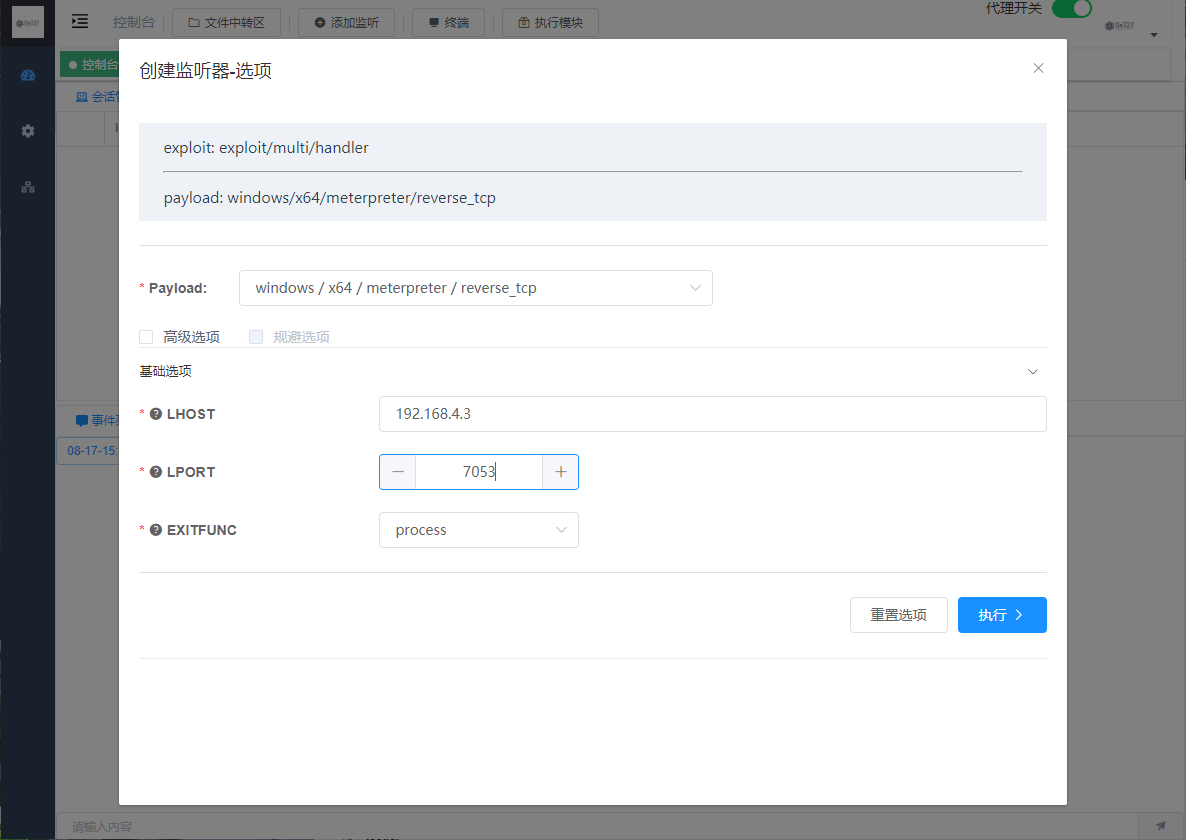 控制台 文件中转区 添加监听 终端 执行模块 代理开关
0x727
控制台
创建监听器-选项
会话
exploit: exploit/multi/handler
payload: windows/x64/meterpreter/reverse_tcp
* Payload: windows / x64 / meterpreter / reverse_tcp
高级选项 规避选项
基础选项
* LHOST 192.168.4.3
事件
08-17-15:
* LPORT 7053
* EXITFUNC process
重置选项 执行
请输入内容